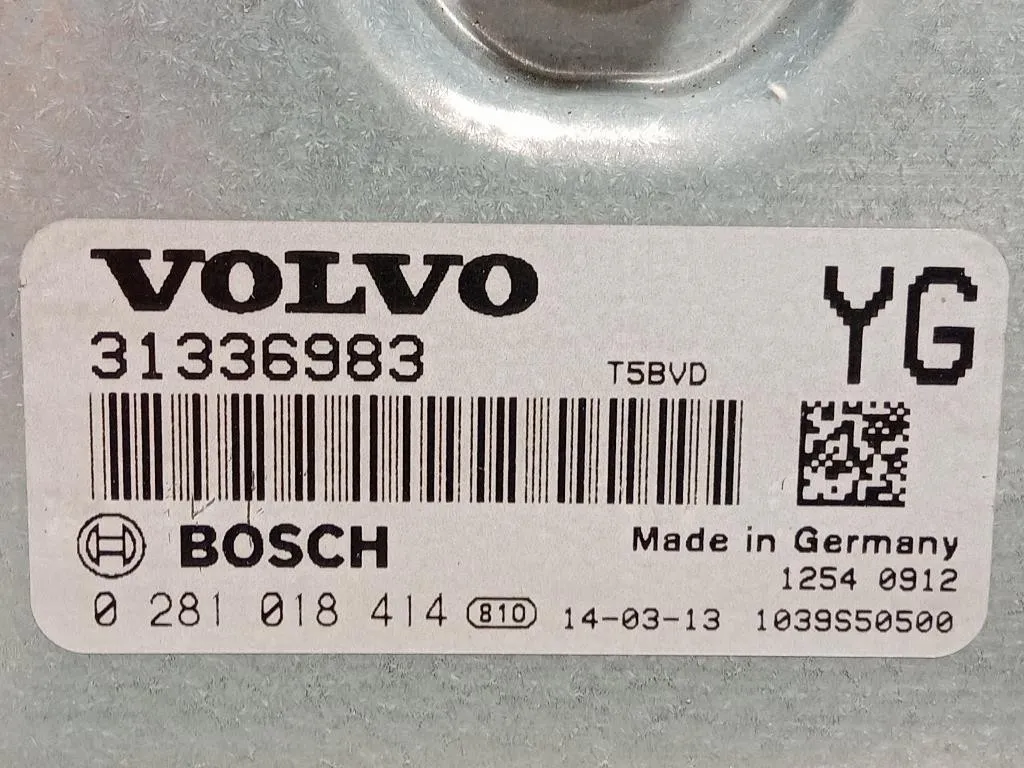 VOLVO
YG
31336983
T5BVD
BOSCH
Made in Germany
1254 0912
0 281 018 414 810 14-03-13 1039S50500